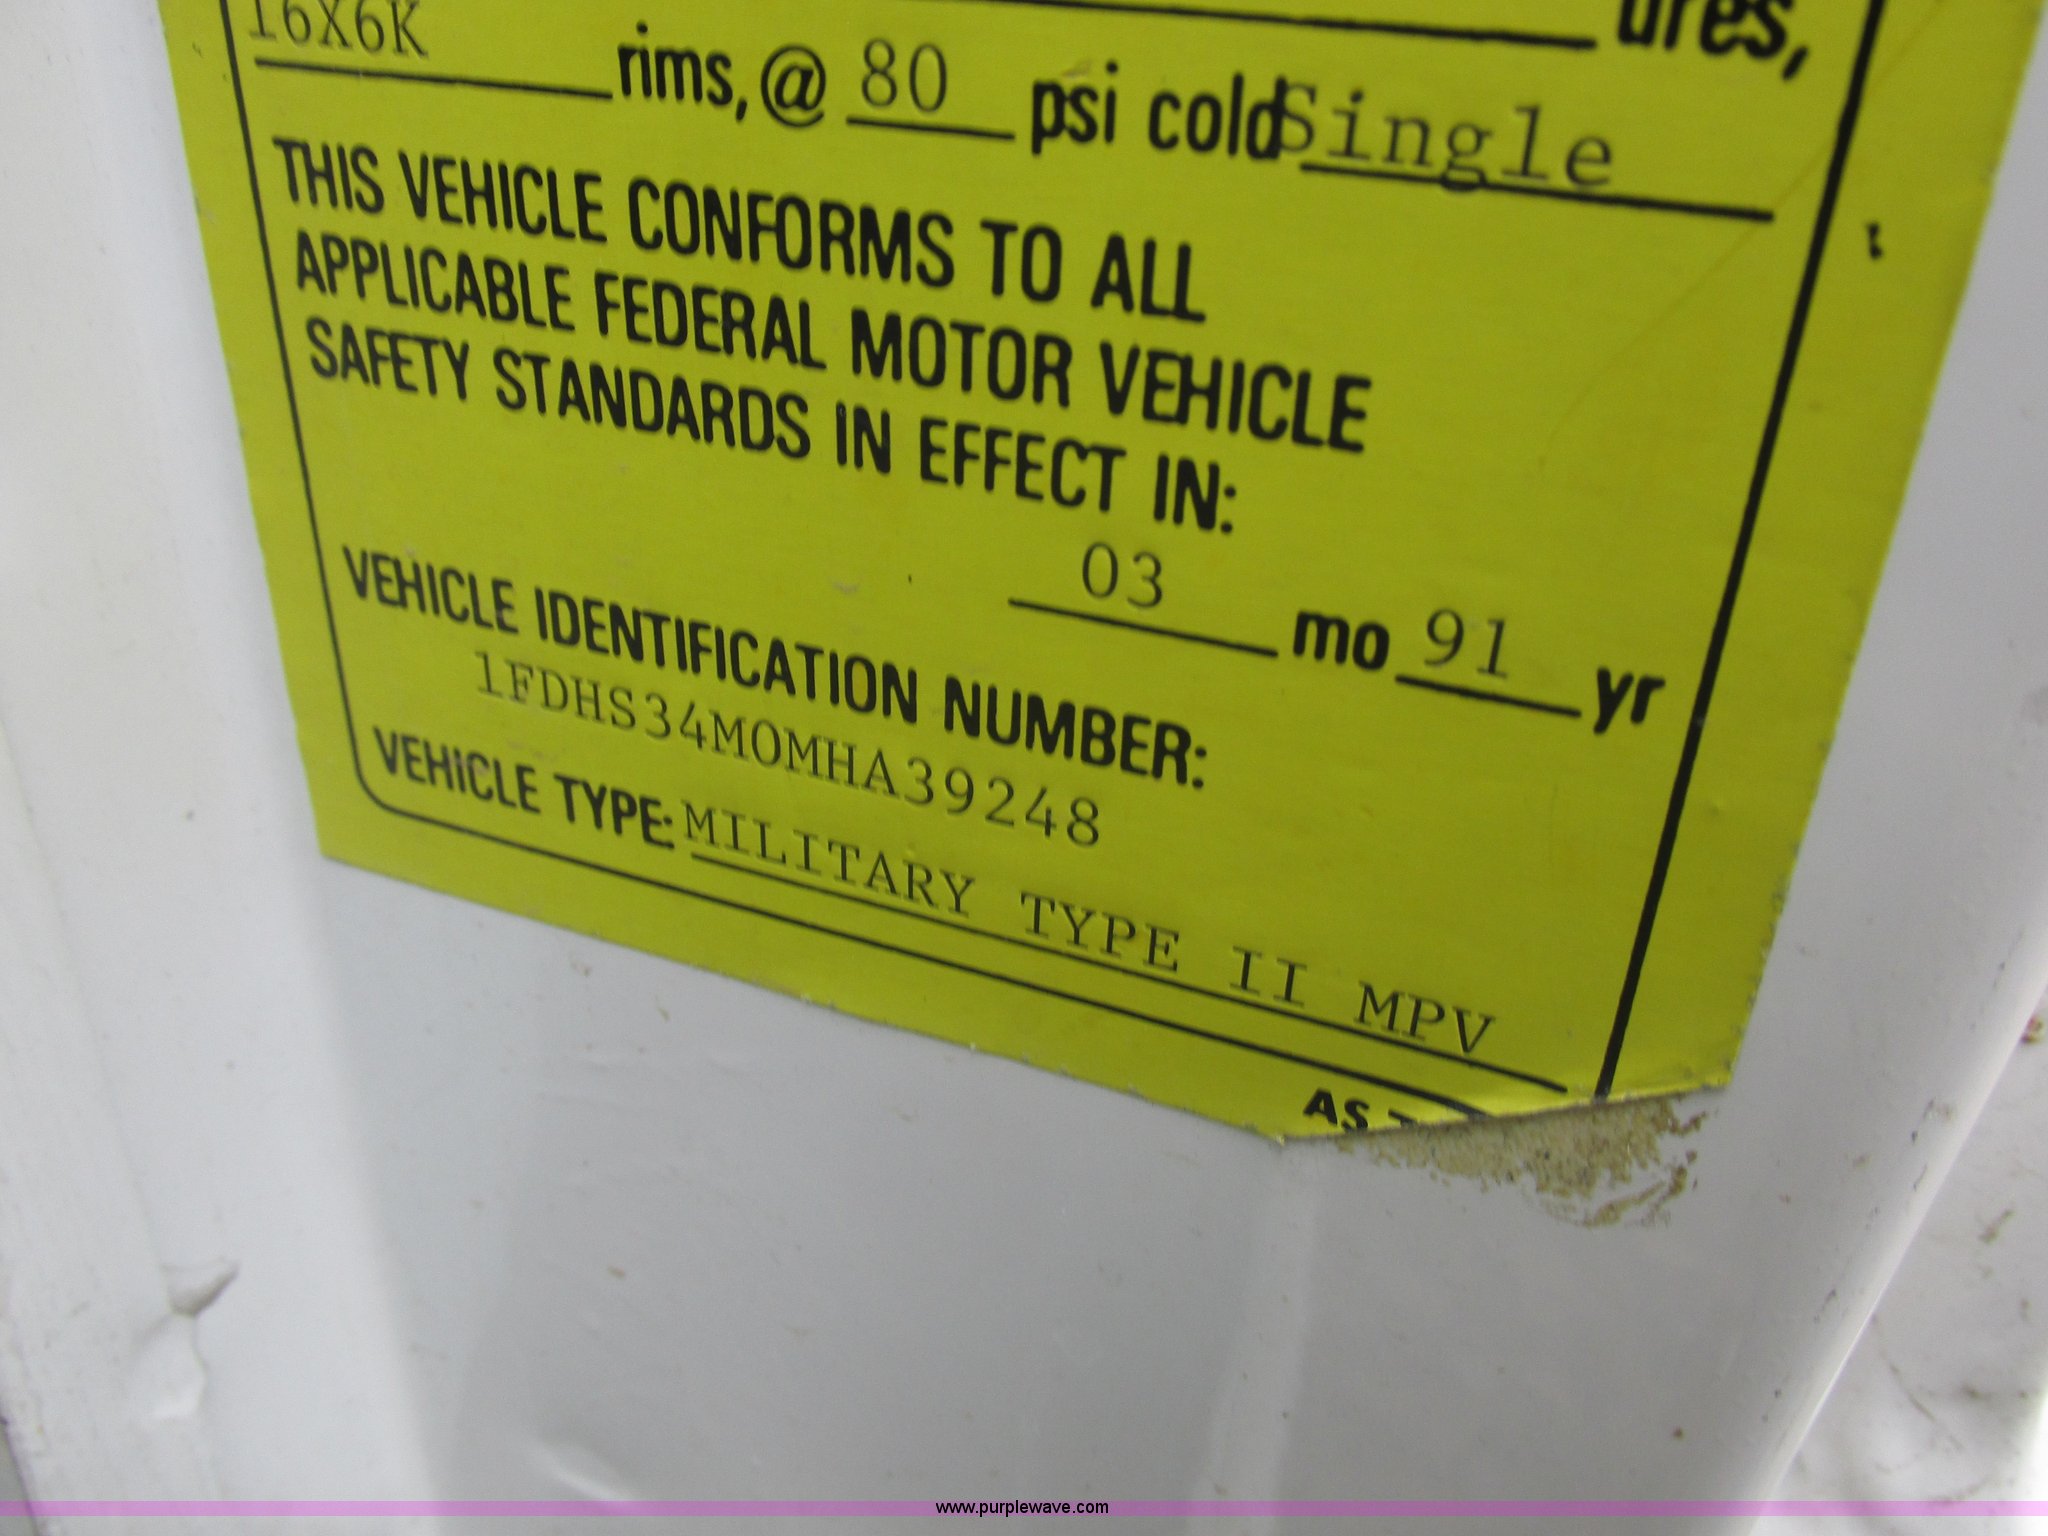 tires,
16X6K rims, @ 80 psi cold Single
THIS VEHICLE CONFORMS TO ALL
APPLICABLE FEDERAL MOTOR VEHICLE
SAFETY STANDARDS IN EFFECT IN:
03 mo 91 yr
VEHICLE IDENTIFICATION NUMBER:
1FDHS34M0MHA39248
VEHICLE TYPE: MILITARY TYPE II MPV
AS
www.purplewave.com